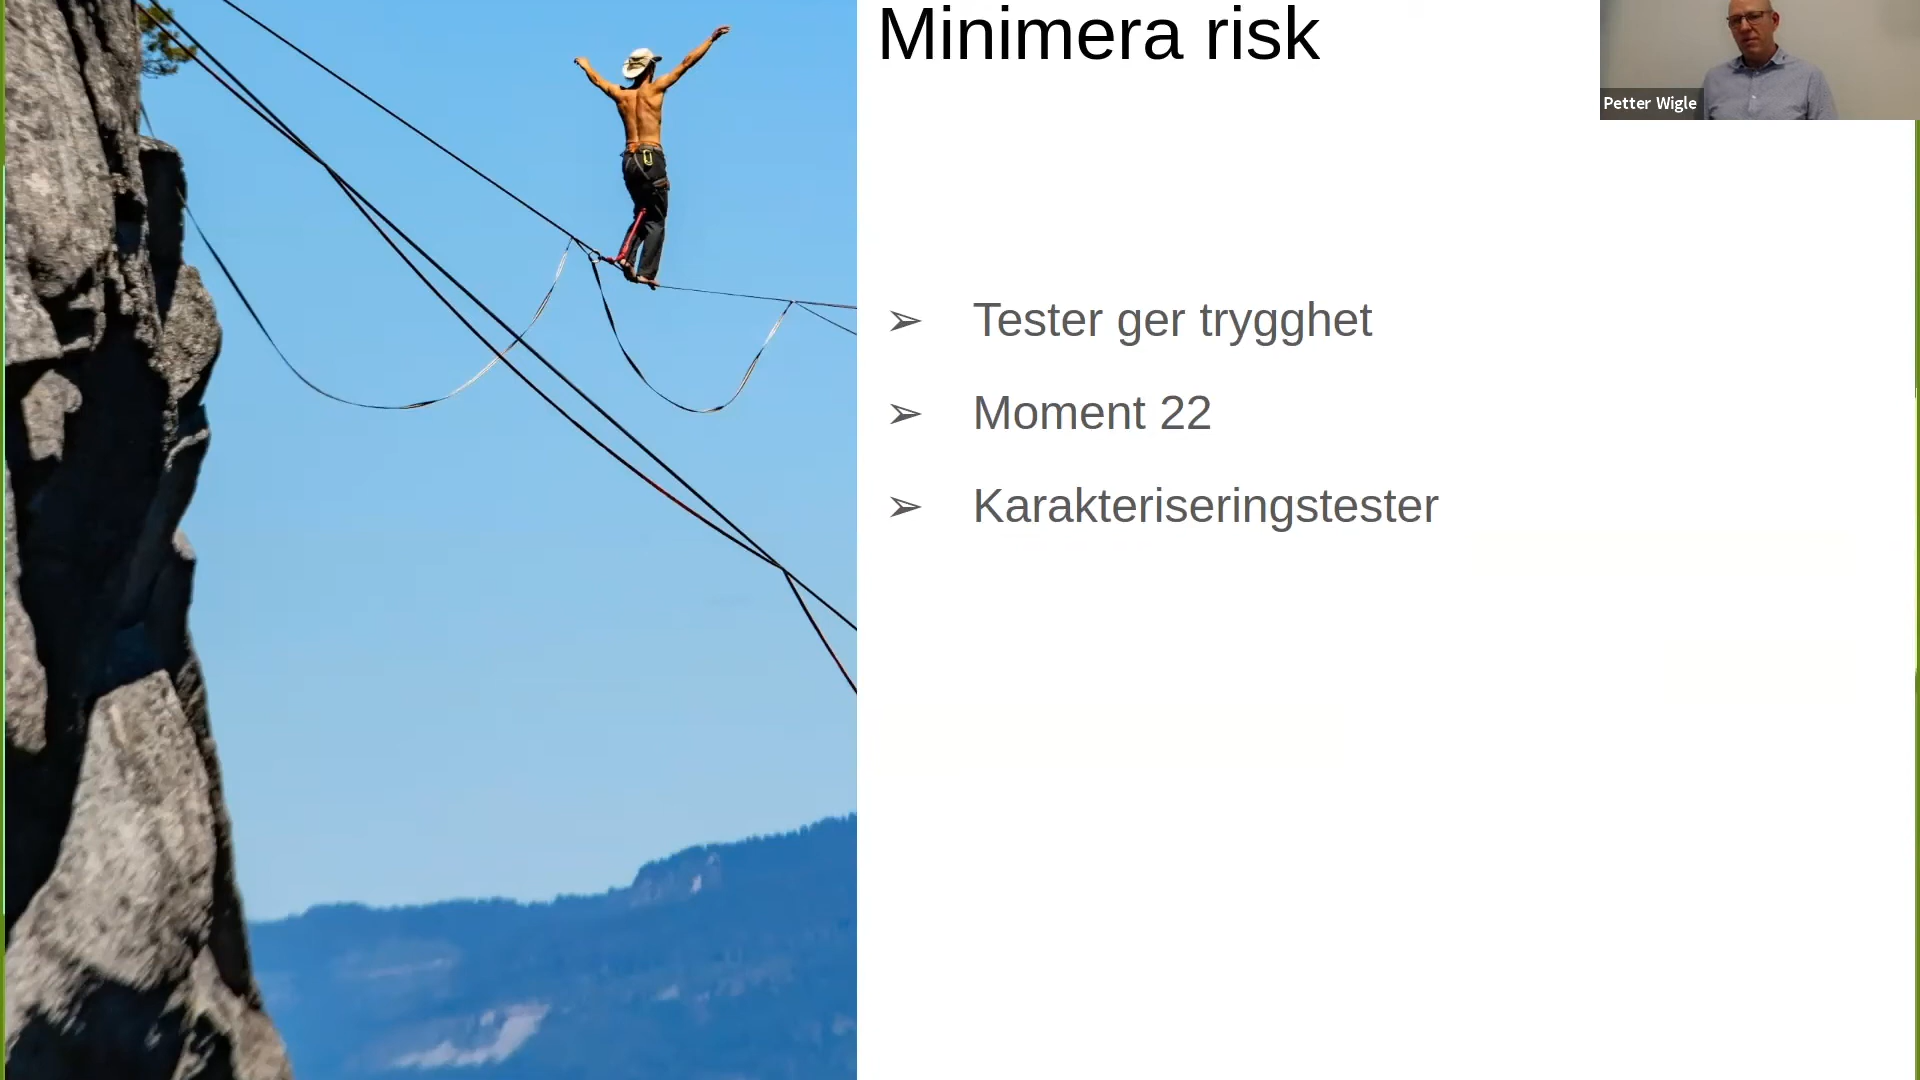 Minimera risk
Petter Wigle
➢ Tester ger trygghet
➢ Moment 22
➢ Karakteriseringstester